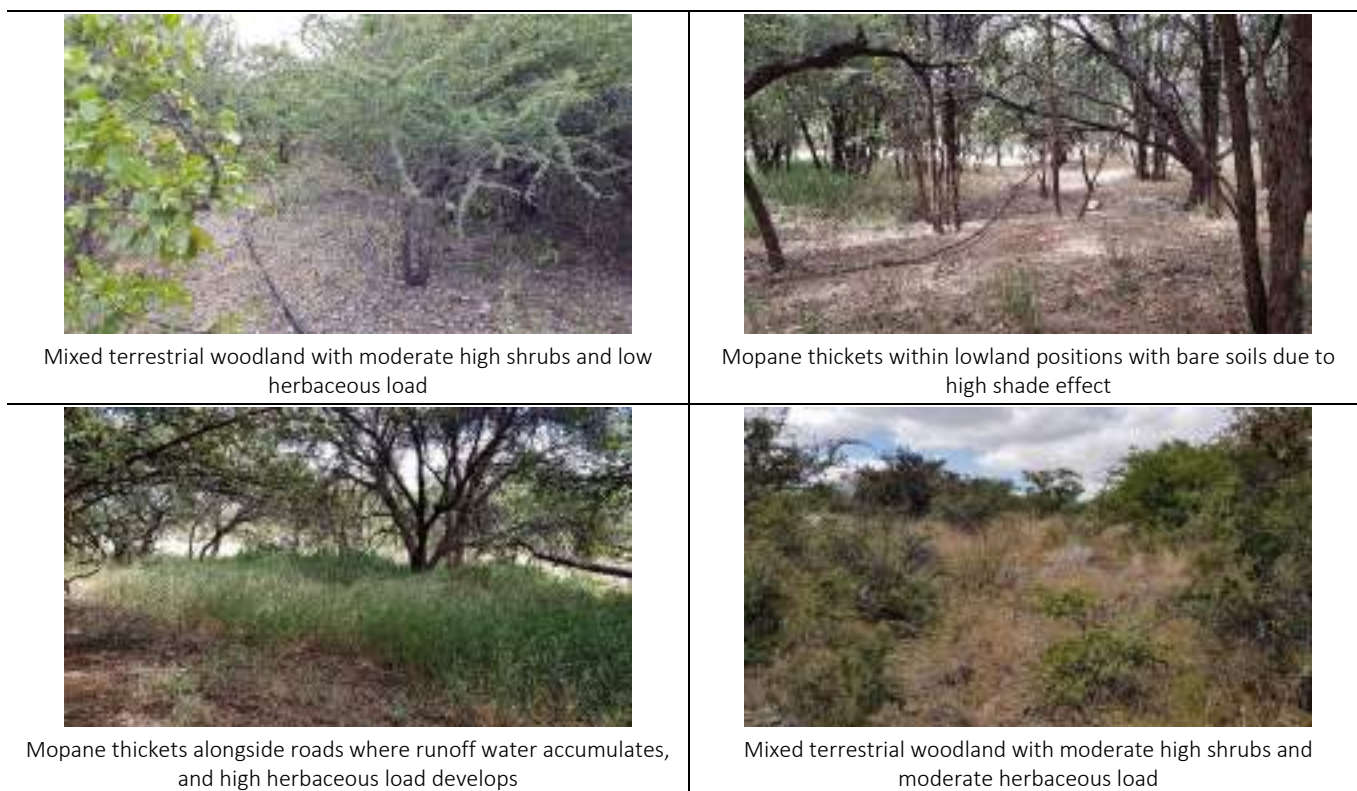 Mixed terrestrial woodland with moderate high shrubs and low
herbaceous load
Mopane thickets within lowland positions with bare soils due to
high shade effect
Mopane thickets alongside roads where runoff water accumulates,
and high herbaceous load develops
Mixed terrestrial woodland with moderate high shrubs and
moderate herbaceous load